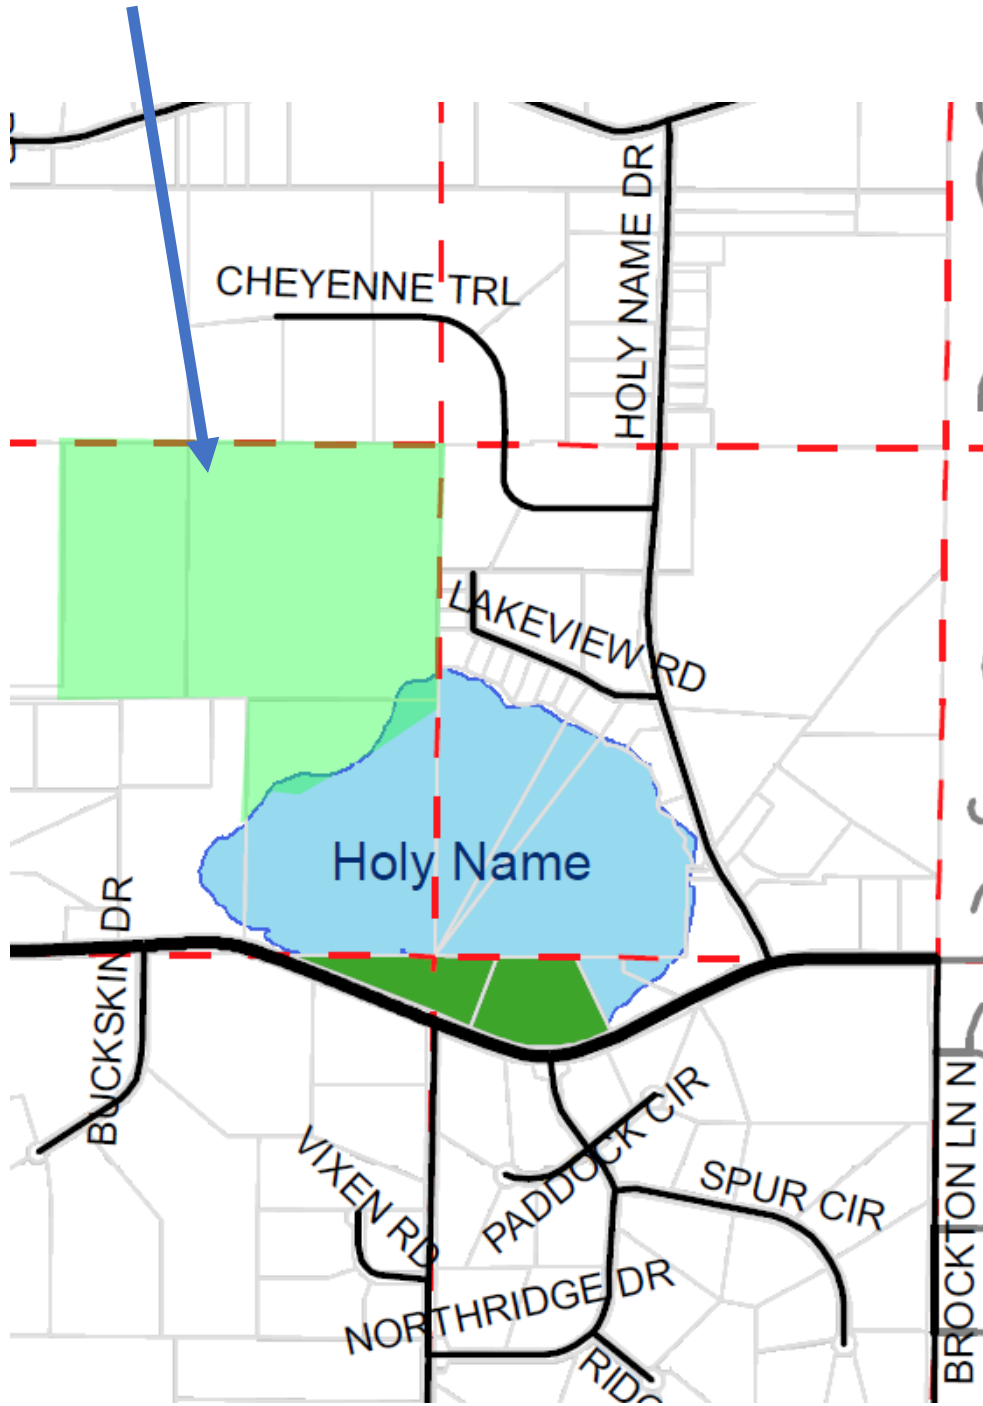 CHEYENNE TRL
HOLY NAME DR
LAKEVIEW RD
Holy Name
BUCKSKIN DR
VIXEN RD
PADDOCK CIR
SPUR CIR
NORTHRIDGE DR
BROCKTON LN N